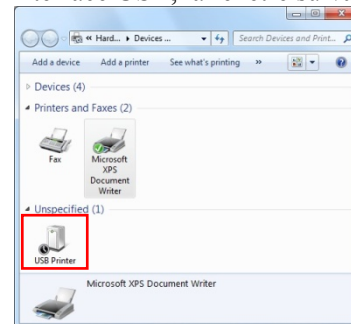 « Hard... ▸ Devices ...
Search Devices and Print...
Add a device Add a printer See what's printing »
Devices (4)
Printers and Faxes (2)
Fax
Microsoft
XPS
Document
Writer
Unspecified (1)
USB Printer
Microsoft XPS Document Writer